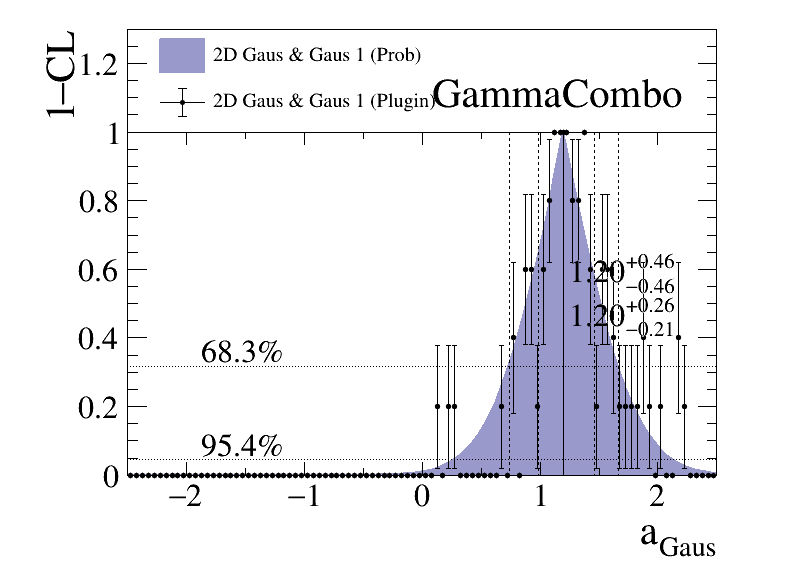 1–CL
2D Gaus & Gaus 1 (Prob)
2D Gaus & Gaus 1 (Plugin)
GammaCombo
1.2
1
0.8
0.6
0.4
0.2
0
1.20 +0.46 −0.46
1.20 +0.26 −0.21
68.3%
95.4%
−2 −1 0 1 2
a Gaus